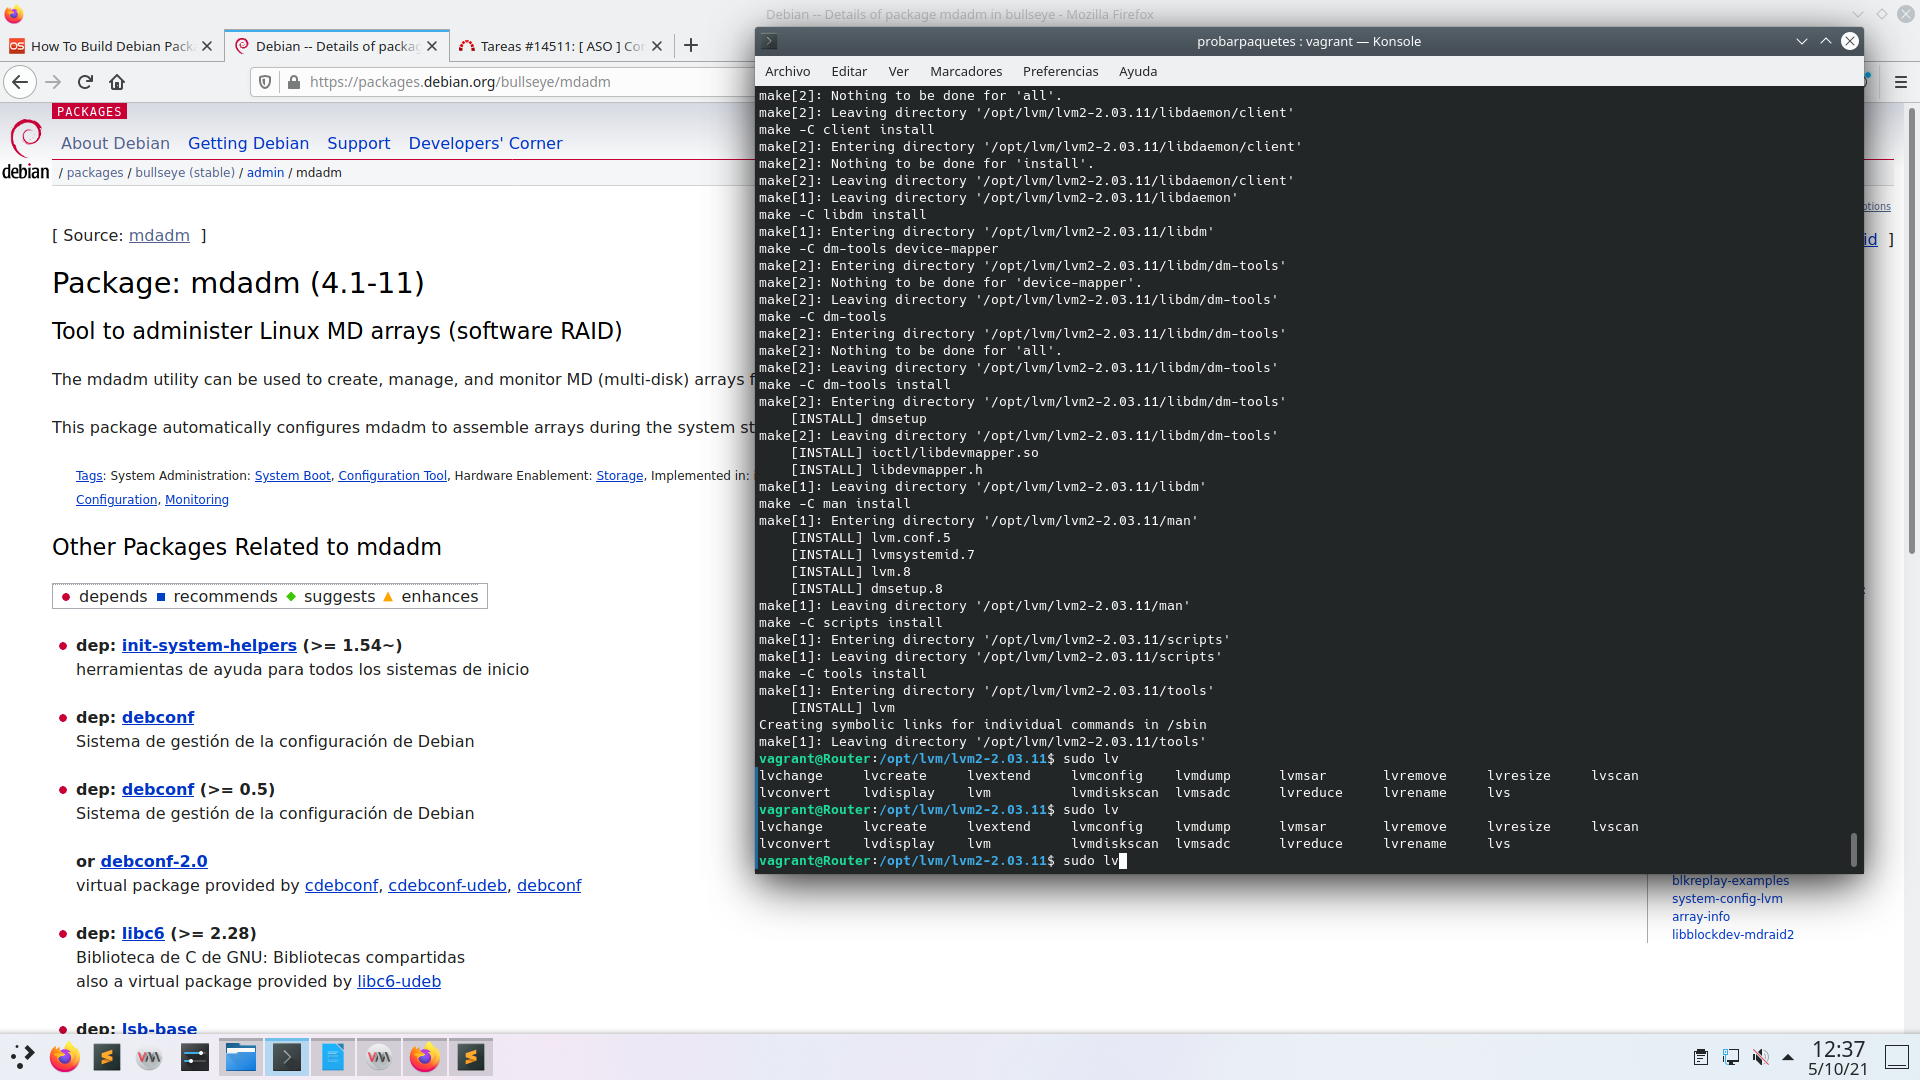 Debian -- Details of package mdadm in bullseye - Mozilla Firefox
How To Build Debian Pack
Debian -- Details of packag
Tareas #14511: [ ASO ] Co
https://packages.debian.org/bullseye/mdadm
PACKAGES
debian
About Debian Getting Debian Support Developers' Corner
/ packages / bullseye (stable) / admin / mdadm
[ Source: mdadm ]
Package: mdadm (4.1-11)
Tool to administer Linux MD arrays (software RAID)
The mdadm utility can be used to create, manage, and monitor MD (multi-disk) arrays f
This package automatically configures mdadm to assemble arrays during the system st
Tags: System Administration: System Boot, Configuration Tool, Hardware Enablement: Storage, Implemented in:
Configuration, Monitoring
Other Packages Related to mdadm
depends recommends suggests enhances
dep: init-system-helpers (>= 1.54~)
herramientas de ayuda para todos los sistemas de inicio
dep: debconf
Sistema de gestión de la configuración de Debian
dep: debconf (>= 0.5)
Sistema de gestión de la configuración de Debian
or debconf-2.0
virtual package provided by cdebconf, cdebconf-udeb, debconf
dep: libc6 (>= 2.28)
Biblioteca de C de GNU: Bibliotecas compartidas
also a virtual package provided by libc6-udeb
dep: lsb-base
ptions
id ]
blkreplay-examples
system-config-lvm
array-info
libblockdev-mdraid2
probarpaquetes : vagrant — Konsole
Archivo Editar Ver Marcadores Preferencias Ayuda
make[2]: Nothing to be done for 'all'.
make[2]: Leaving directory '/opt/lvm/lvm2-2.03.11/libdaemon/client'
make -C client install
make[2]: Entering directory '/opt/lvm/lvm2-2.03.11/libdaemon/client'
make[2]: Nothing to be done for 'install'.
make[2]: Leaving directory '/opt/lvm/lvm2-2.03.11/libdaemon/client'
make[1]: Leaving directory '/opt/lvm/lvm2-2.03.11/libdaemon'
make -C libdm install
make[1]: Entering directory '/opt/lvm/lvm2-2.03.11/libdm'
make -C dm-tools device-mapper
make[2]: Entering directory '/opt/lvm/lvm2-2.03.11/libdm/dm-tools'
make[2]: Nothing to be done for 'device-mapper'.
make[2]: Leaving directory '/opt/lvm/lvm2-2.03.11/libdm/dm-tools'
make -C dm-tools
make[2]: Entering directory '/opt/lvm/lvm2-2.03.11/libdm/dm-tools'
make[2]: Nothing to be done for 'all'.
make[2]: Leaving directory '/opt/lvm/lvm2-2.03.11/libdm/dm-tools'
make -C dm-tools install
make[2]: Entering directory '/opt/lvm/lvm2-2.03.11/libdm/dm-tools'
[INSTALL] dmsetup
make[2]: Leaving directory '/opt/lvm/lvm2-2.03.11/libdm/dm-tools'
[INSTALL] ioctl/libdevmapper.so
[INSTALL] libdevmapper.h
make[1]: Leaving directory '/opt/lvm/lvm2-2.03.11/libdm'
make -C man install
make[1]: Entering directory '/opt/lvm/lvm2-2.03.11/man'
[INSTALL] lvm.conf.5
[INSTALL] lvmsystemid.7
[INSTALL] lvm.8
[INSTALL] dmsetup.8
make[1]: Leaving directory '/opt/lvm/lvm2-2.03.11/man'
make -C scripts install
make[1]: Entering directory '/opt/lvm/lvm2-2.03.11/scripts'
make[1]: Leaving directory '/opt/lvm/lvm2-2.03.11/scripts'
make -C tools install
make[1]: Entering directory '/opt/lvm/lvm2-2.03.11/tools'
[INSTALL] lvm
Creating symbolic links for individual commands in /sbin
make[1]: Leaving directory '/opt/lvm/lvm2-2.03.11/tools'
vagrant@Router:/opt/lvm/lvm2-2.03.11$ sudo lv
lvchange lvcreate lvextend lvmconfig lvmdump lvmsar lvremove lvresize lvscan
lvconvert lvdisplay lvm lvmdiskscan lvmsadc lvreduce lvrename lvs
vagrant@Router:/opt/lvm/lvm2-2.03.11$ sudo lv
lvchange lvcreate lvextend lvmconfig lvmdump lvmsar lvremove lvresize lvscan
lvconvert lvdisplay lvm lvmdiskscan lvmsadc lvreduce lvrename lvs
vagrant@Router:/opt/lvm/lvm2-2.03.11$ sudo lv
12:37
5/10/21